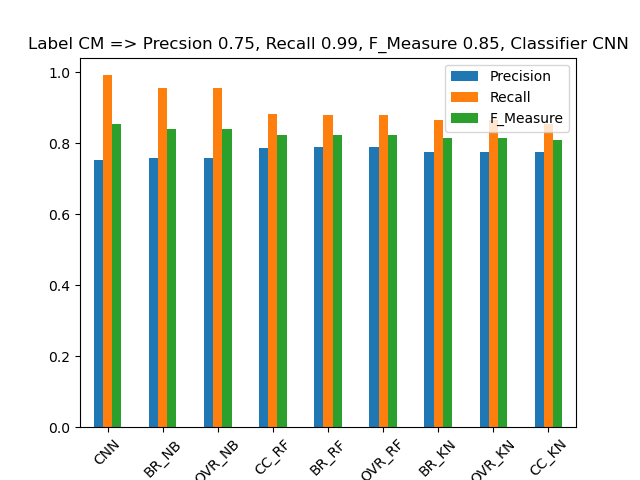 Label CM => Precsion 0.75, Recall 0.99, F_Measure 0.85, Classifier CNN
Precision
Recall
F_Measure
1.0
0.8
0.6
0.4
0.2
0.0
CNN
BR_NB
OVR_NB
CC_RF
BR_RF
OVR_RF
BR_KN
OVR_KN
CC_KN